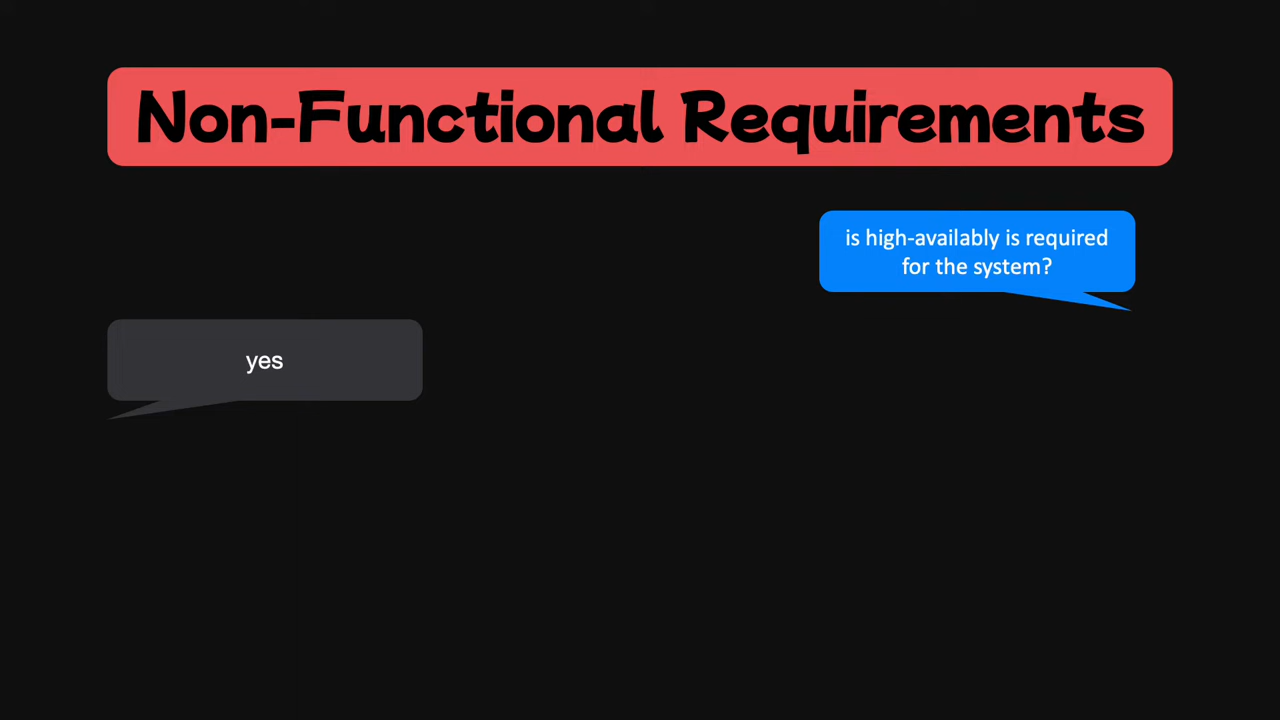 Non-Functional Requirements
is high-availably is required
for the system?
yes